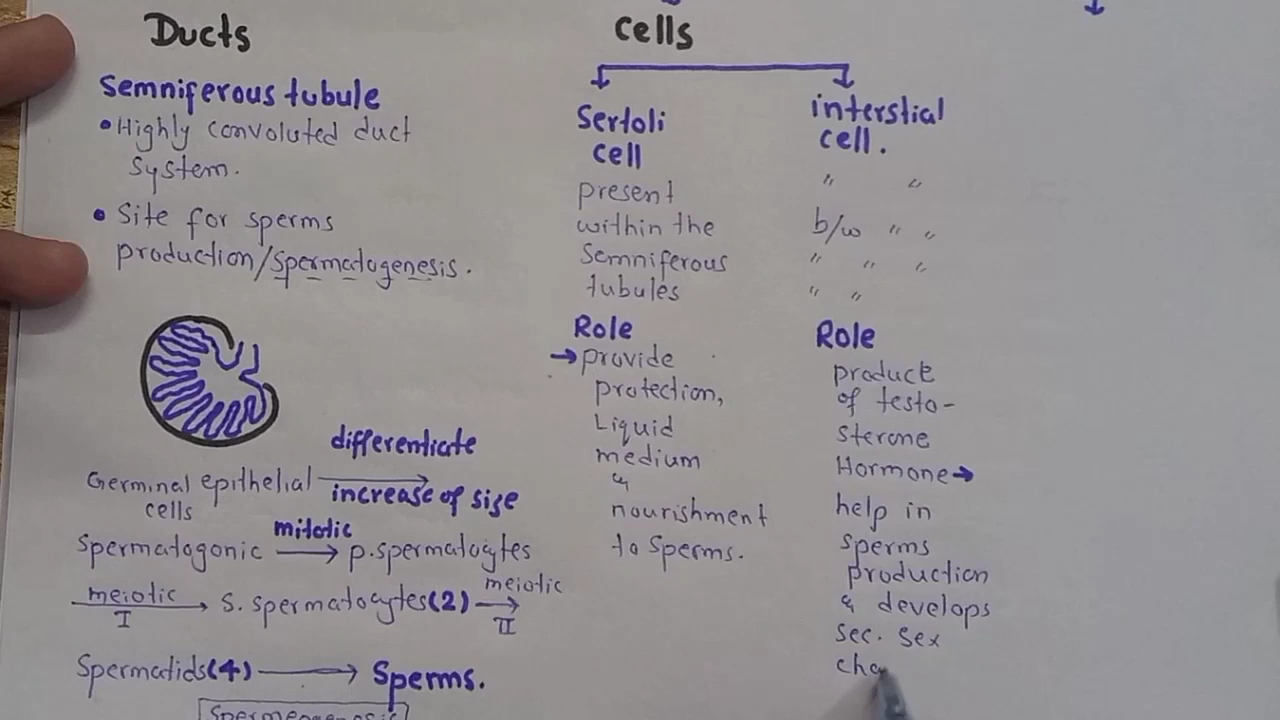 Ducts
Semniferous tubule
• Highly convoluted duct
system.
• Site for sperms
production/spermatogenesis.
differenticate
Germinal epithelial ⟶
increase of size
cells
mitotic
Spermatogonic ⟶ p.spermatocytes
meiotic
I
⟶ S. spermatocytes(2) ⟶
meiotic
II
Spermatids(4) ⟶ Sperms.
cells
Sertoli
cell
present
within the
Semniferous
tubules
Role
→ provide
protection,
Liquid
medium
&
nourishment
to sperms.
interstial
cell.
" "
b/w " "
" " "
" "
Role
product
of testo-
sterone
Hormone→
help in
sperms
production
& develops
sec. sex
cha